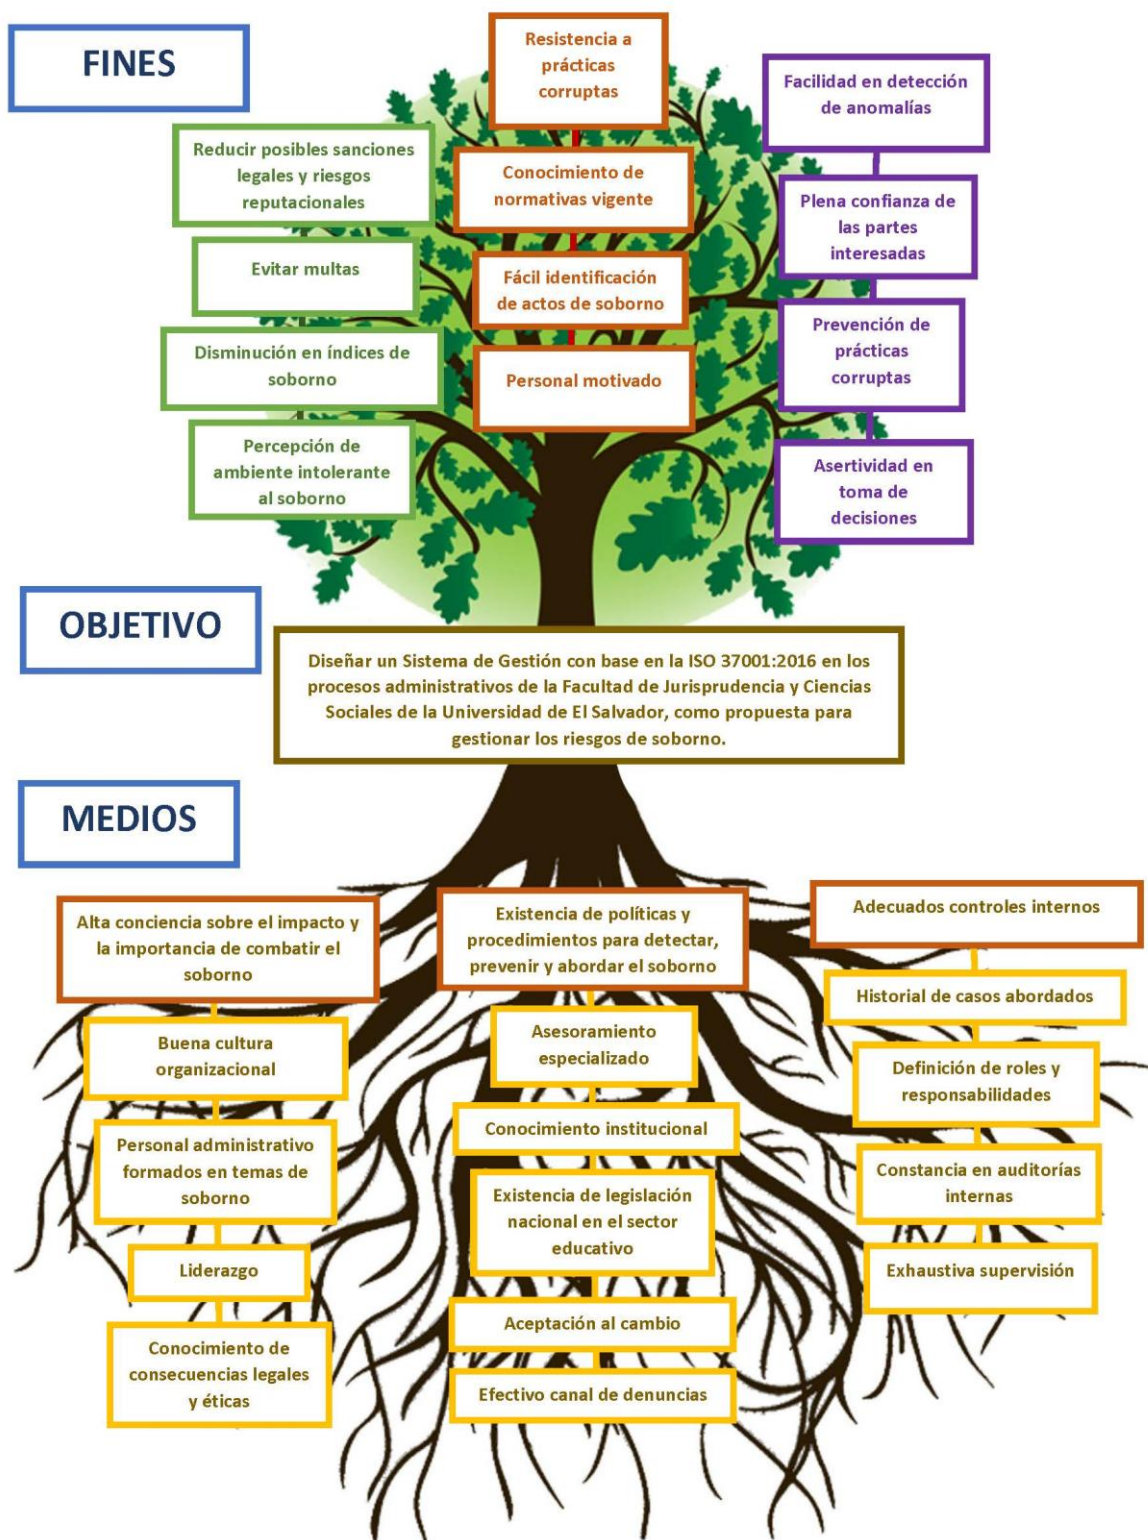 FINES
Resistencia a
prácticas
corruptas
Conocimiento de
normativas vigente
Fácil identificación
de actos de soborno
Personal motivado
Reducir posibles sanciones
legales y riesgos
reputacionales
Evitar multas
Disminución en índices de
soborno
Percepción de
ambiente intolerante
al soborno
Facilidad en detección
de anomalías
Plena confianza de
las partes
interesadas
Prevención de
prácticas
corruptas
Asertividad en
toma de
decisiones
OBJETIVO
Diseñar un Sistema de Gestión con base en la ISO 37001:2016 en los
procesos administrativos de la Facultad de Jurisprudencia y Ciencias
Sociales de la Universidad de El Salvador, como propuesta para
gestionar los riesgos de soborno.
MEDIOS
Alta conciencia sobre el impacto y
la importancia de combatir el
soborno
Buena cultura
organizacional
Personal administrativo
formados en temas de
soborno
Liderazgo
Conocimiento de
consecuencias legales
y éticas
Existencia de políticas y
procedimientos para detectar,
prevenir y abordar el soborno
Asesoramiento
especializado
Conocimiento institucional
Existencia de legislación
nacional en el sector
educativo
Aceptación al cambio
Efectivo canal de denuncias
Adecuados controles internos
Historial de casos abordados
Definición de roles y
responsabilidades
Constancia en auditorías
internas
Exhaustiva supervisión